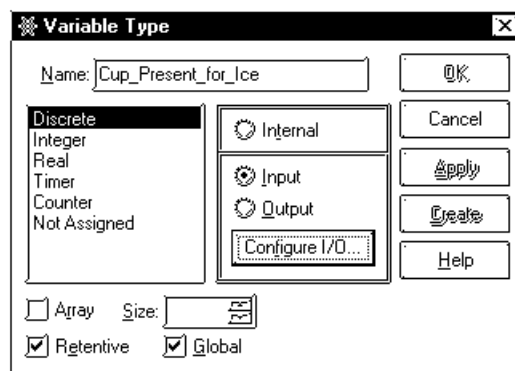 Variable Type
Name: Cup_Present_for_Ice
OK
Discrete
Integer
Real
Timer
Counter
Not Assigned
Internal
Input
Output
Configure I/O...
Cancel
Apply
Create
Help
Array Size:
Retentive Global